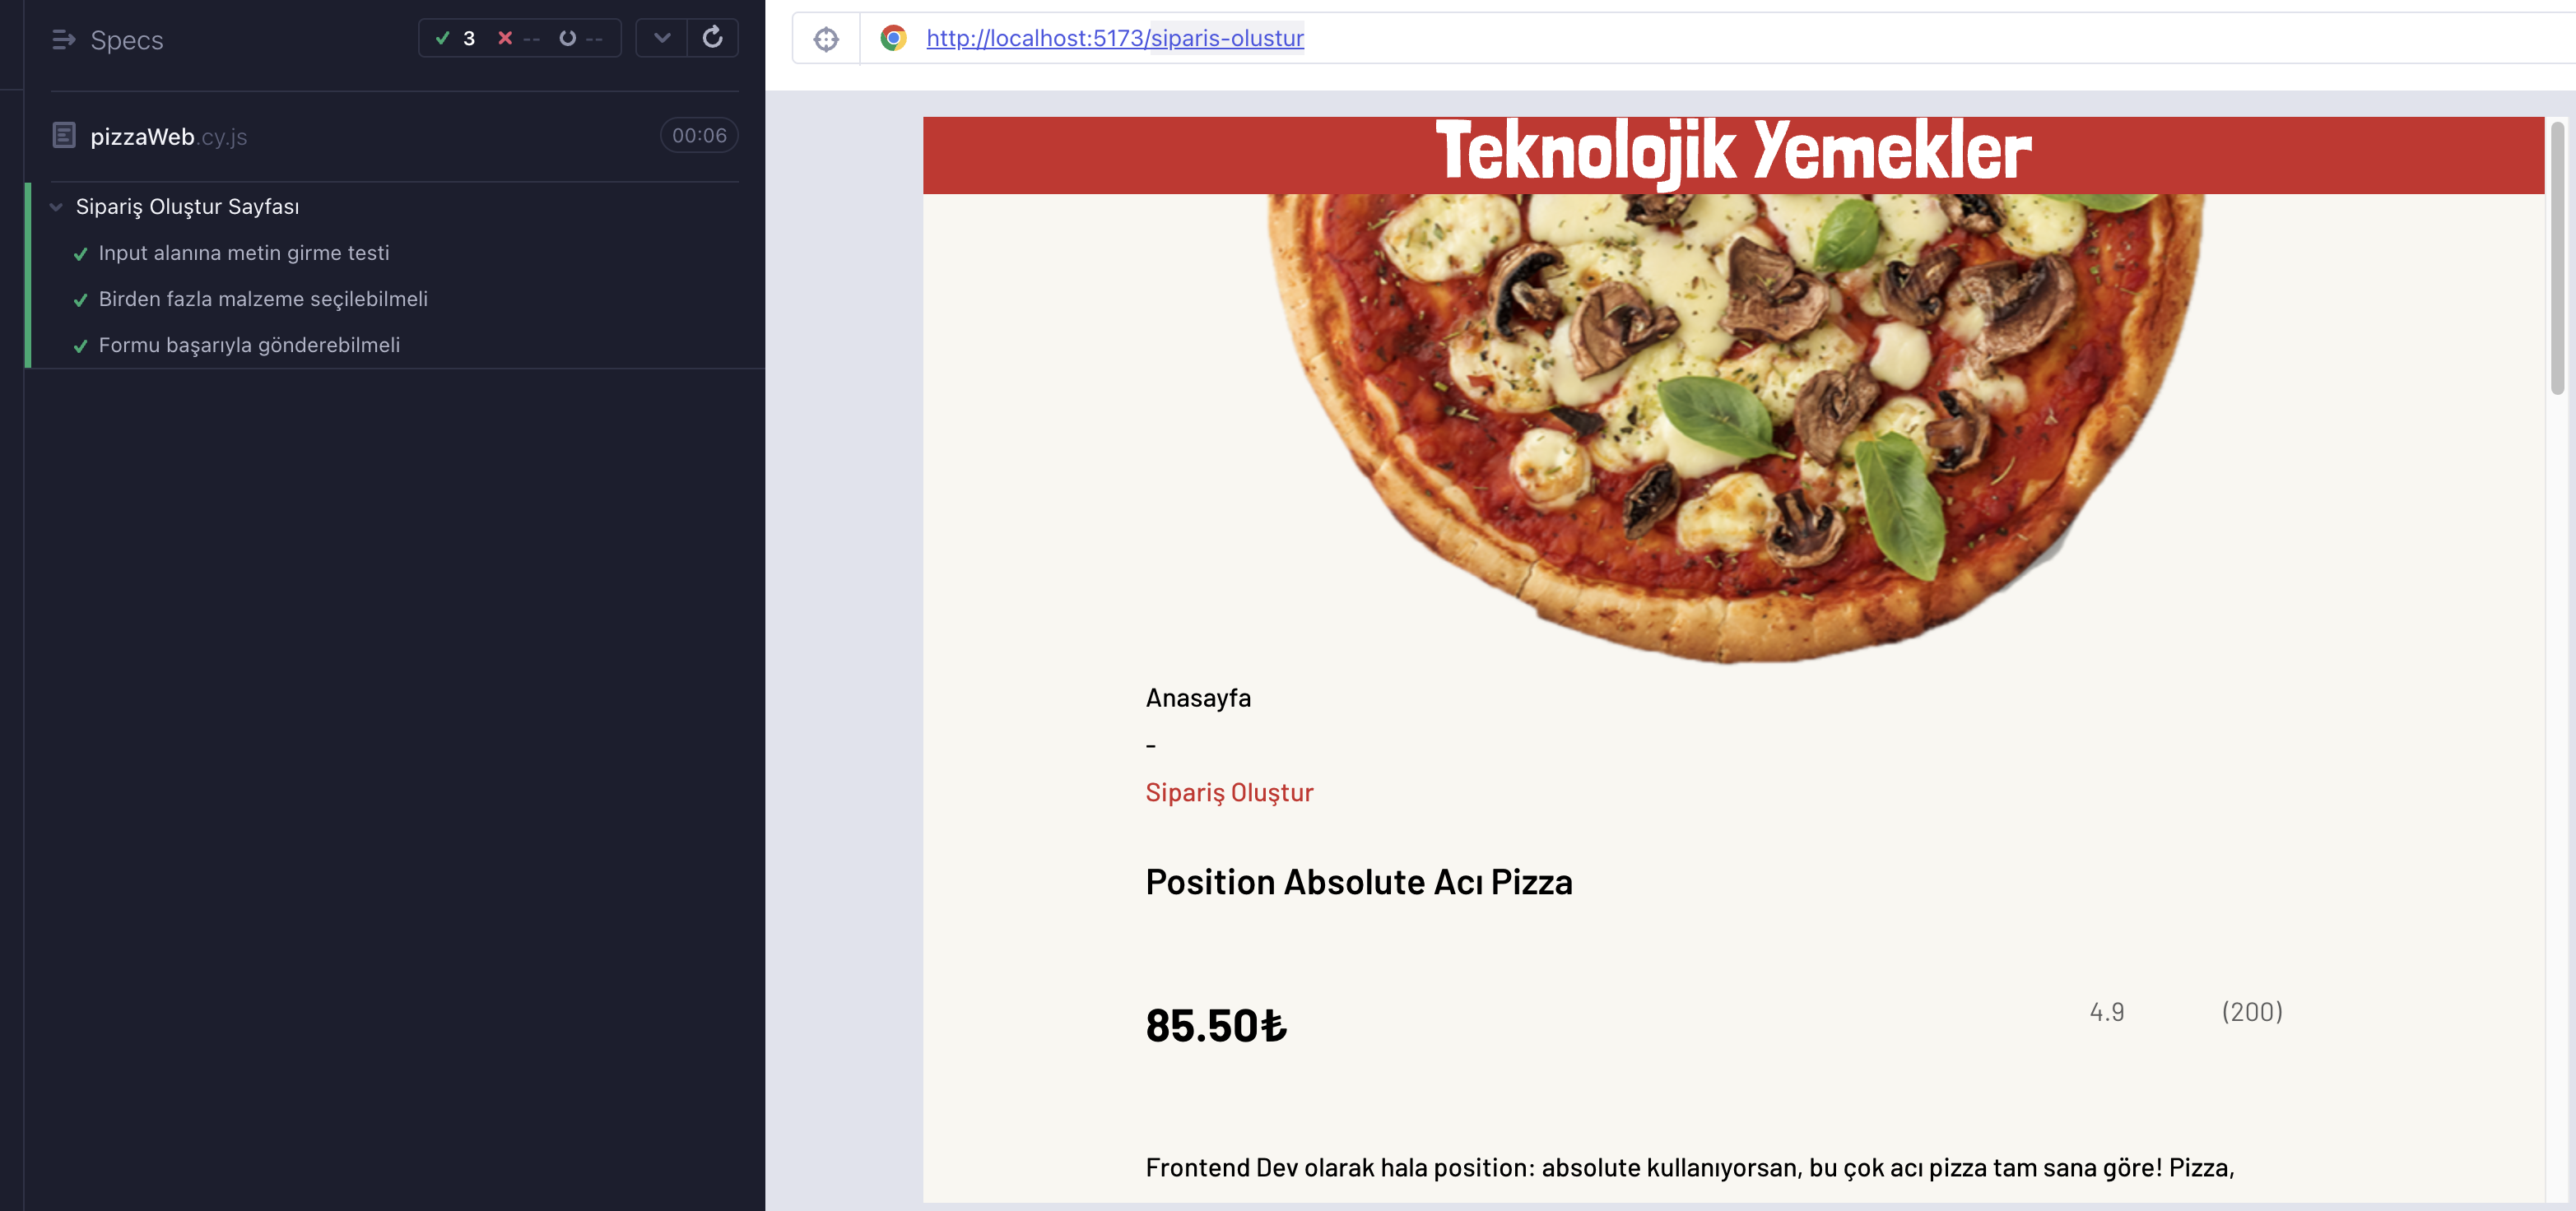 Specs
3 -- --
pizzaWeb.cy.js
00:06
Sipariş Oluştur Sayfası
Input alanına metin girme testi
Birden fazla malzeme seçilebilmeli
Formu başarıyla gönderebilmeli
http://localhost:5173/siparis-olustur
Teknolojik Yemekler
Anasayfa
-
Sipariş Oluştur
Position Absolute Acı Pizza
85.50₺
4.9
(200)
Frontend Dev olarak hala position: absolute kullanıyorsan, bu çok acı pizza tam sana göre! Pizza,